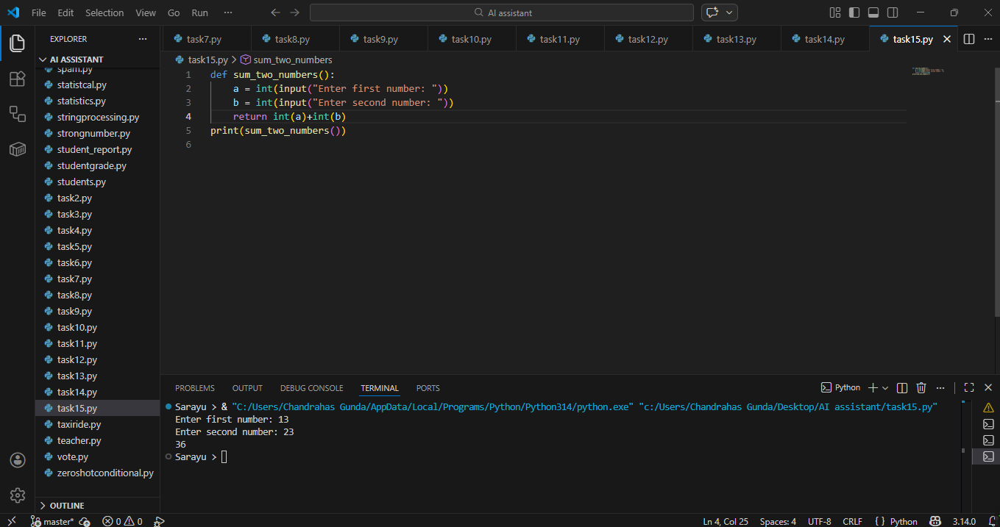 File Edit Selection View Go Run ··· AI assistant
EXPLORER ···
AI ASSISTANT
spam.py
statistcal.py
statistics.py
stringprocessing.py
strongnumber.py
student_report.py
studentgrade.py
students.py
task2.py
task3.py
task4.py
task5.py
task6.py
task7.py
task8.py
task9.py
task10.py
task11.py
task12.py
task13.py
task14.py
task15.py
taxiride.py
teacher.py
vote.py
zeroshotconditional.py
OUTLINE
task7.py task8.py task9.py task10.py task11.py task12.py task13.py task14.py task15.py
task15.py > sum_two_numbers
1 def sum_two_numbers():
2     a = int(input("Enter first number: "))
3     b = int(input("Enter second number: "))
4     return int(a)+int(b)
5 print(sum_two_numbers())
6
PROBLEMS OUTPUT DEBUG CONSOLE TERMINAL PORTS Python
Sarayu > & "C:/Users/Chandrahas Gunda/AppData/Local/Programs/Python/Python314/python.exe" "c:/Users/Chandrahas Gunda/Desktop/AI assistant/task15.py"
Enter first number: 13
Enter second number: 23
36
Sarayu >
master* 0 0 Ln 4, Col 25 Spaces: 4 UTF-8 CRLF { } Python 3.14.0